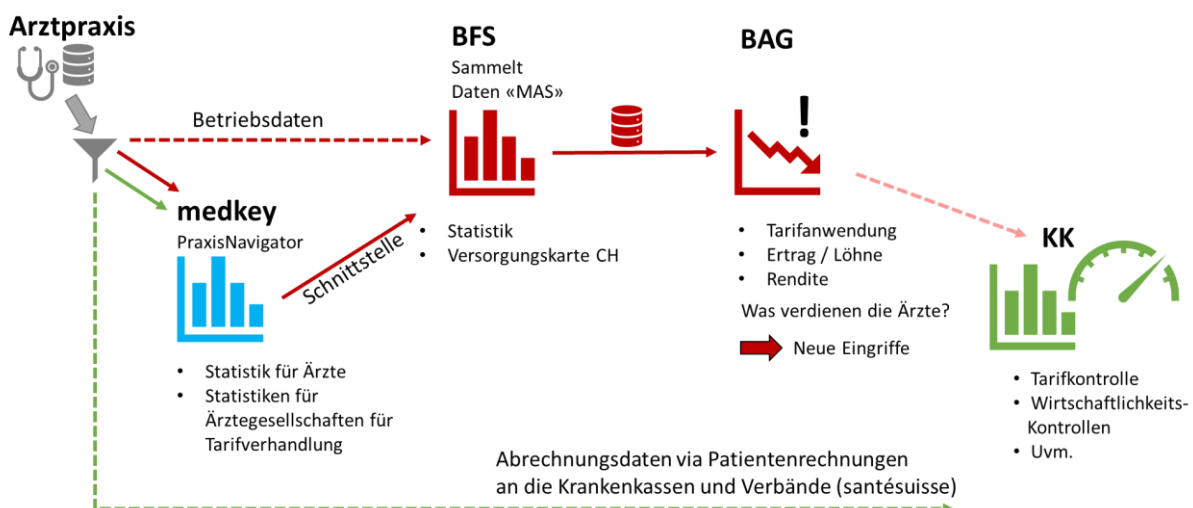 Arztpraxis
BFS
Sammelt
Daten «MAS»
BAG
!
Betriebsdaten
medkey
PraxisNavigator
Schnittstelle
• Statistik
• Versorgungskarte CH
• Tarifanwendung
• Ertrag / Löhne
• Rendite
Was verdienen die Ärzte?
Neue Eingriffe
KK
• Statistik für Ärzte
• Statistiken für
Ärztegesellschaften für
Tarifverhandlung
• Tarifkontrolle
• Wirtschaftlichkeits-
Kontrollen
• Uvm.
Abrechnungsdaten via Patientenrechnungen
an die Krankenkassen und Verbände (santésuisse)